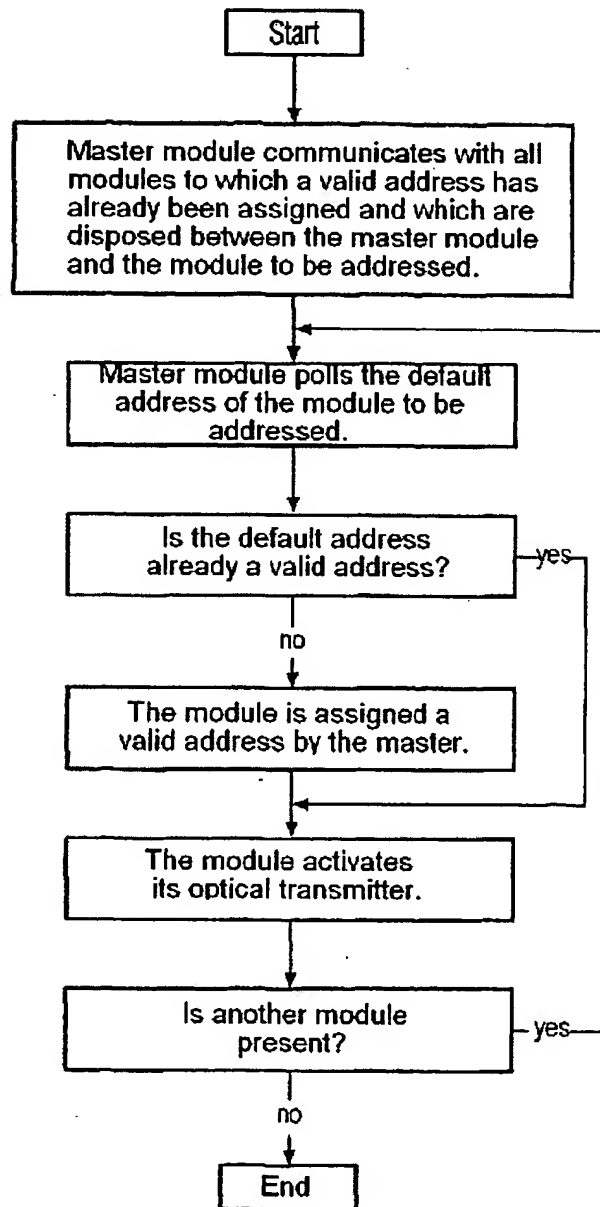 Start
Master module communicates with all
modules to which a valid address has
already been assigned and which are
disposed between the master module
and the module to be addressed.
Master module polls the default
address of the module to be
addressed.
Is the default address
already a valid address?
yes
no
The module is assigned a
valid address by the master.
The module activates
its optical transmitter.
Is another module
present?
yes
no
End